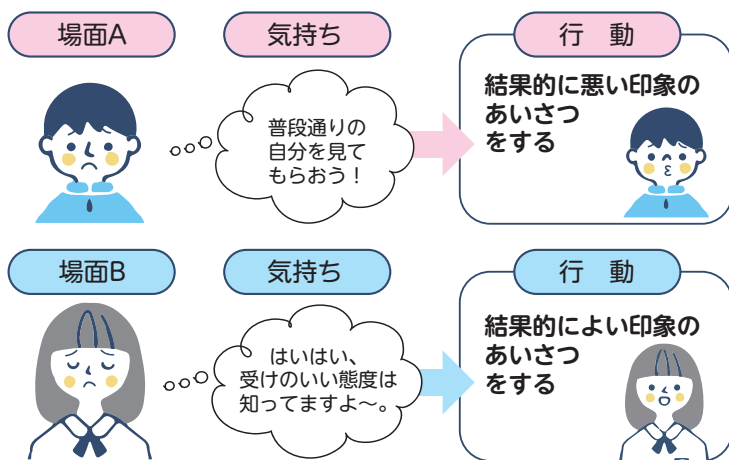 場面A
気持ち
行 動
普段通りの
自分を見て
もらおう！
結果的に悪い印象の
あいさつ
をする
場面B
気持ち
行 動
はいはい、
受けのいい態度は
知ってますよ〜。
結果的によい印象の
あいさつ
をする